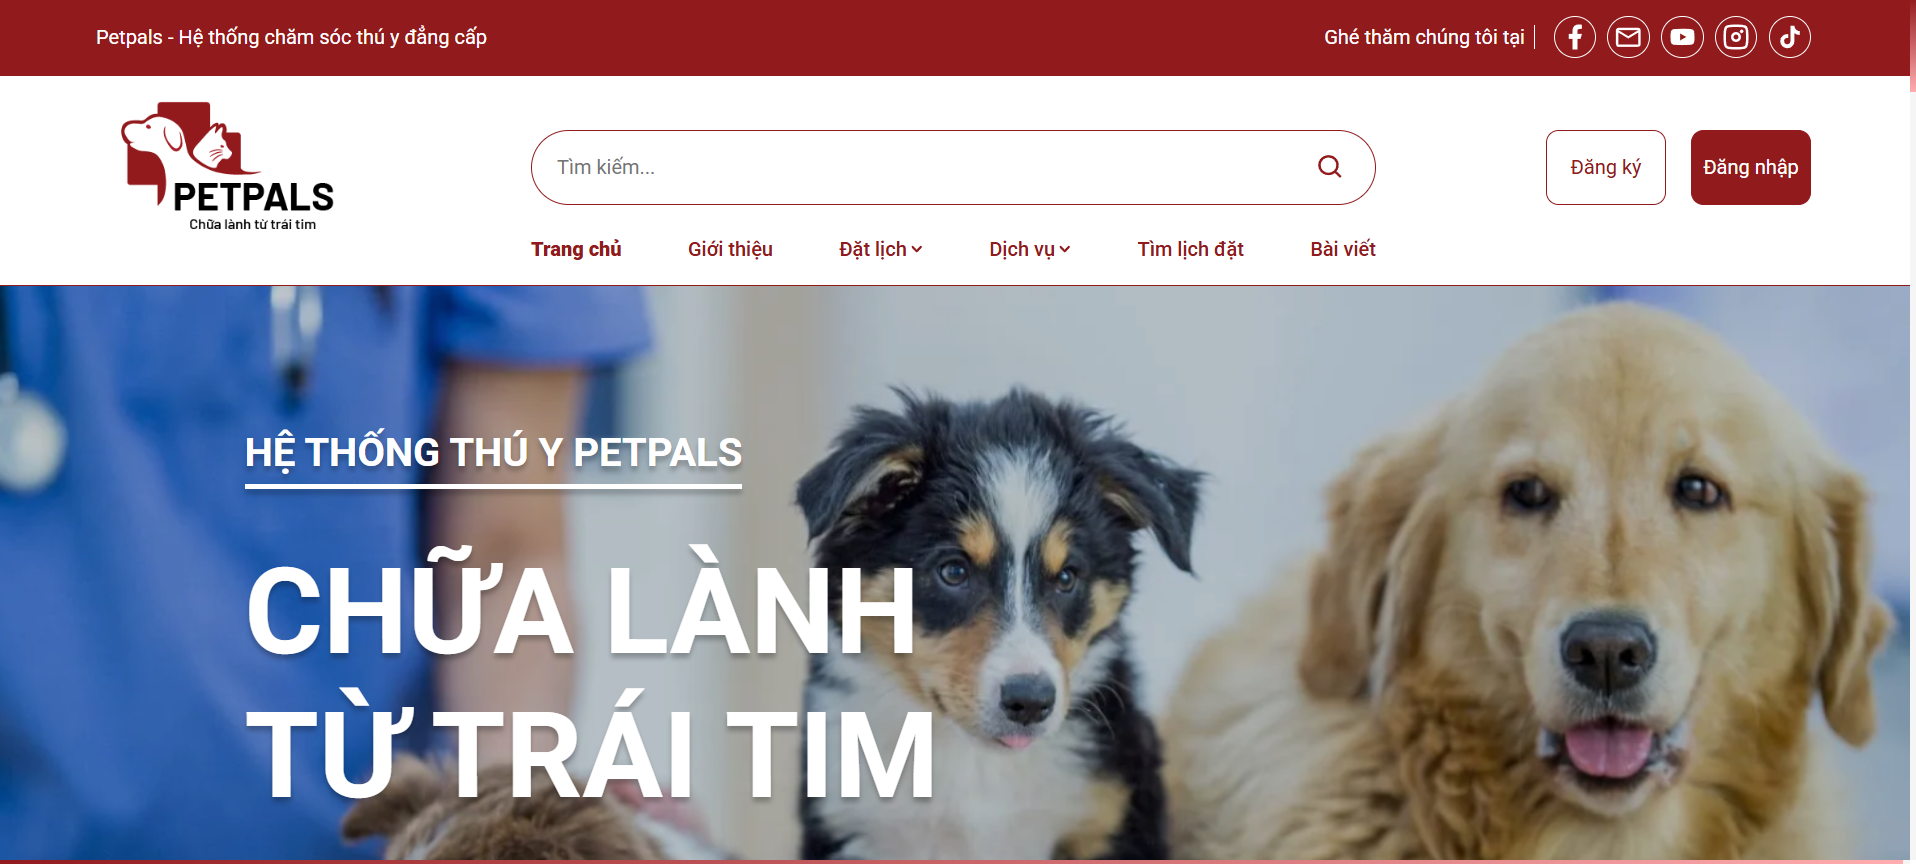 Petpals - Hệ thống chăm sóc thú y đẳng cấp
Ghé thăm chúng tôi tại
PETPALS
Chữa lành từ trái tim
Tìm kiếm...
Đăng ký
Đăng nhập
Trang chủ
Giới thiệu
Đặt lịch
Dịch vụ
Tìm lịch đặt
Bài viết
HỆ THỐNG THÚ Y PETPALS
CHỮA LÀNH
TỪ TRÁI TIM